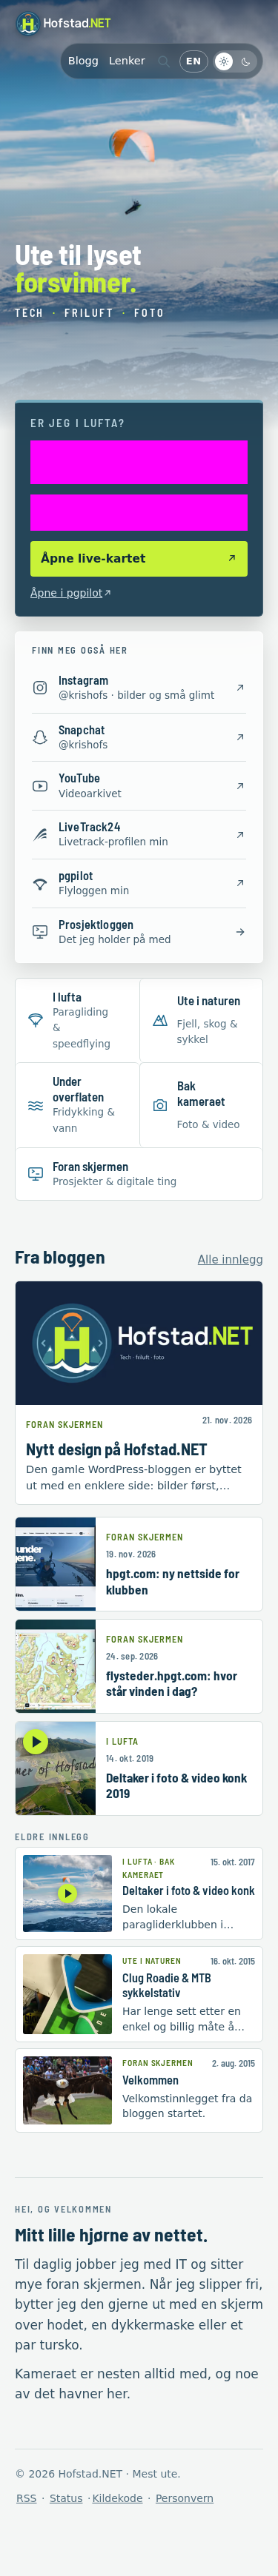 Hofstad.NET
Blogg Lenker EN
Ute til lyset
forsvinner.
TECH · FRILUFT · FOTO
ER JEG I LUFTA?
Åpne live-kartet ↗
Åpne i pgpilot ↗
FINN MEG OGSÅ HER
Instagram
@krishofs · bilder og små glimt
Snapchat
@krishofs
YouTube
Videoarkivet
LiveTrack24
Livetrack-profilen min
pgpilot
Flyloggen min
Prosjektloggen
Det jeg holder på med
I lufta
Paragliding
&
speedflying
Ute i naturen
Fjell, skog &
sykkel
Under
overflaten
Fridykking &
vann
Bak
kameraet
Foto & video
Foran skjermen
Prosjekter & digitale ting
Fra bloggen
Alle innlegg
Hofstad.NET
Tech · friluft · foto
FORAN SKJERMEN
21. nov. 2026
Nytt design på Hofstad.NET
Den gamle WordPress-bloggen er byttet
ut med en enklere side: bilder først,...
FORAN SKJERMEN
19. nov. 2026
hpgt.com: ny nettside for
klubben
FORAN SKJERMEN
24. sep. 2026
flysteder.hpgt.com: hvor
står vinden i dag?
I LUFTA
14. okt. 2019
Deltaker i foto & video konk
2019
ELDRE INNLEGG
I LUFTA · BAK
KAMERAET
15. okt. 2017
Deltaker i foto & video konk
Den lokale
paragliderklubben i...
UTE I NATUREN
16. okt. 2015
Clug Roadie & MTB
sykkelstativ
Har lenge sett etter en
enkel og billig måte å...
FORAN SKJERMEN
2. aug. 2015
Velkommen
Velkomstinnlegget fra da
bloggen startet.
HEI, OG VELKOMMEN
Mitt lille hjørne av nettet.
Til daglig jobber jeg med IT og sitter
mye foran skjermen. Når jeg slipper fri,
bytter jeg den gjerne ut med en skjerm
over hodet, en dykkermaske eller et
par tursko.
Kameraet er nesten alltid med, og noe
av det havner her.
© 2026 Hofstad.NET · Mest ute.
RSS · Status · Kildekode · Personvern